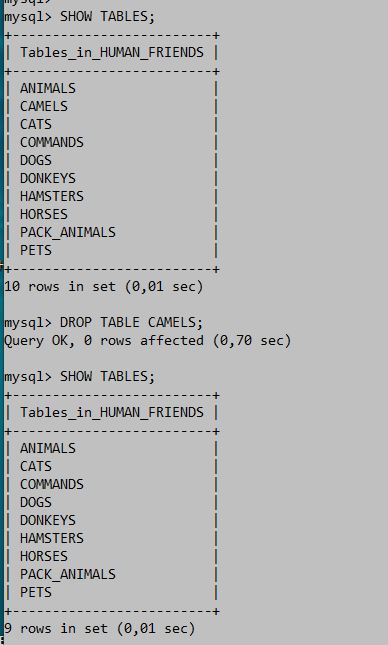 mysql> SHOW TABLES;
+-------------------------+
| Tables_in_HUMAN_FRIENDS |
+-------------------------+
| ANIMALS                 |
| CAMELS                  |
| CATS                    |
| COMMANDS                |
| DOGS                    |
| DONKEYS                 |
| HAMSTERS                |
| HORSES                  |
| PACK_ANIMALS            |
| PETS                    |
+-------------------------+
10 rows in set (0,01 sec)
mysql> DROP TABLE CAMELS;
Query OK, 0 rows affected (0,70 sec)
mysql> SHOW TABLES;
+-------------------------+
| Tables_in_HUMAN_FRIENDS |
+-------------------------+
| ANIMALS                 |
| CATS                    |
| COMMANDS                |
| DOGS                    |
| DONKEYS                 |
| HAMSTERS                |
| HORSES                  |
| PACK_ANIMALS            |
| PETS                    |
+-------------------------+
9 rows in set (0,01 sec)